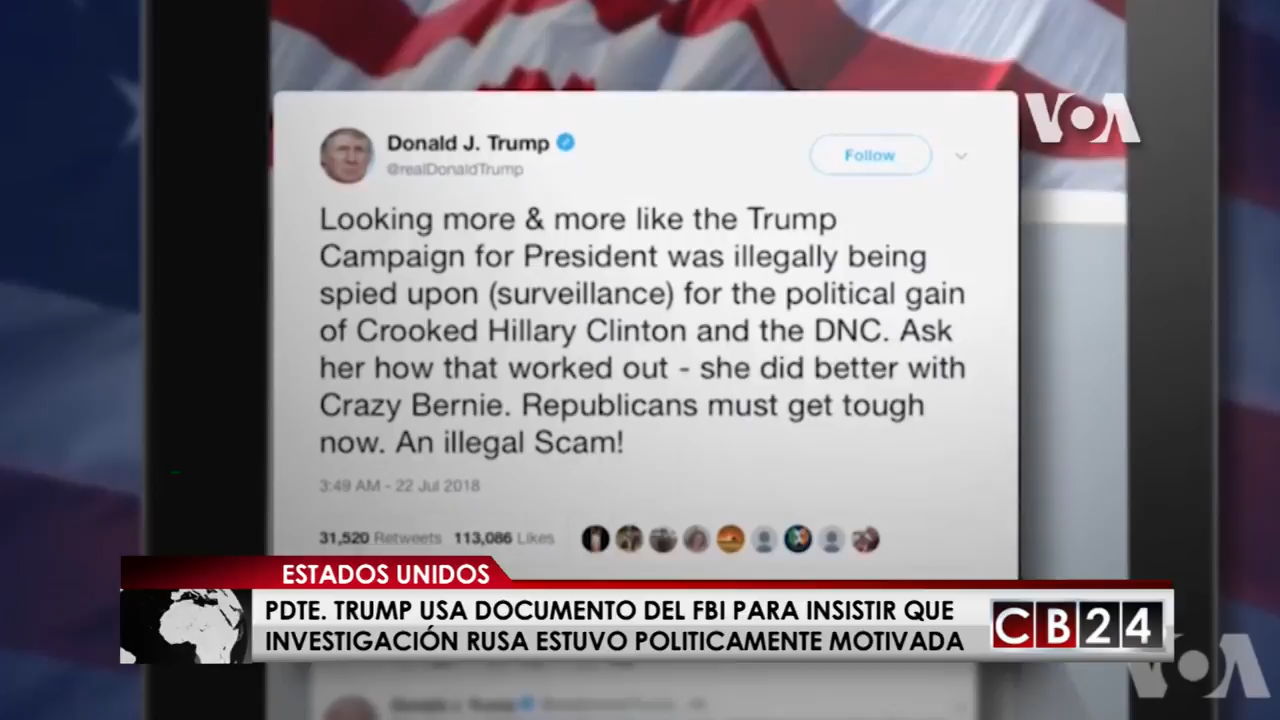 VOA
Donald J. Trump
@realDonaldTrump
Follow
Looking more & more like the Trump
Campaign for President was illegally being
spied upon (surveillance) for the political gain
of Crooked Hillary Clinton and the DNC. Ask
her how that worked out - she did better with
Crazy Bernie. Republicans must get tough
now. An illegal Scam!
3:49 AM - 22 Jul 2018
31,520 Retweets 113,086 Likes
ESTADOS UNIDOS
PDTE. TRUMP USA DOCUMENTO DEL FBI PARA INSISTIR QUE
INVESTIGACIÓN RUSA ESTUVO POLITICAMENTE MOTIVADA
CB24
VOA
Donald J. Trump